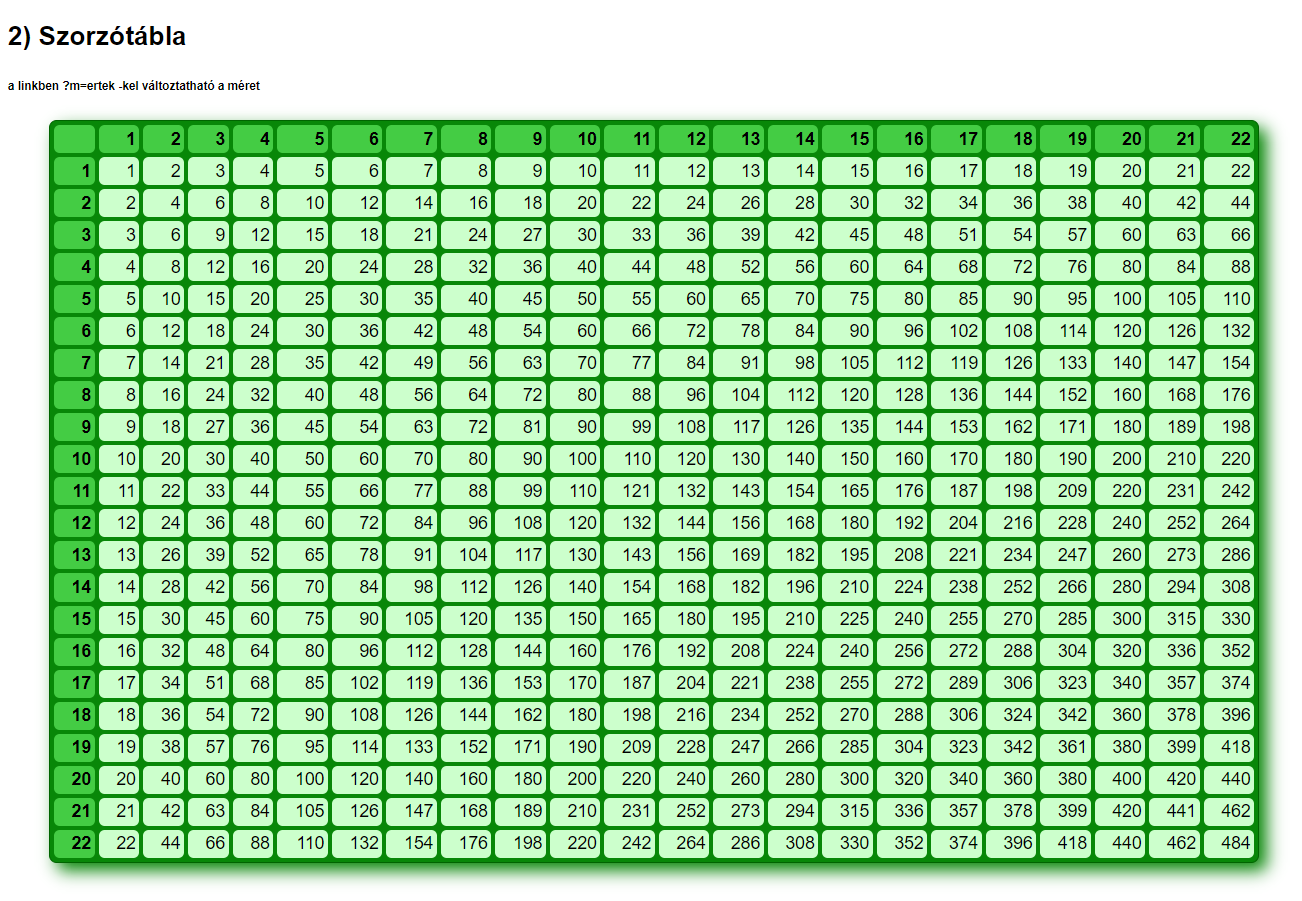 2) Szorzótábla
a linkben ?m=ertek -kel változtatható a méret
1 2 3 4 5 6 7 8 9 10 11 12 13 14 15 16 17 18 19 20 21 22
1 1 2 3 4 5 6 7 8 9 10 11 12 13 14 15 16 17 18 19 20 21 22
2 2 4 6 8 10 12 14 16 18 20 22 24 26 28 30 32 34 36 38 40 42 44
3 3 6 9 12 15 18 21 24 27 30 33 36 39 42 45 48 51 54 57 60 63 66
4 4 8 12 16 20 24 28 32 36 40 44 48 52 56 60 64 68 72 76 80 84 88
5 5 10 15 20 25 30 35 40 45 50 55 60 65 70 75 80 85 90 95 100 105 110
6 6 12 18 24 30 36 42 48 54 60 66 72 78 84 90 96 102 108 114 120 126 132
7 7 14 21 28 35 42 49 56 63 70 77 84 91 98 105 112 119 126 133 140 147 154
8 8 16 24 32 40 48 56 64 72 80 88 96 104 112 120 128 136 144 152 160 168 176
9 9 18 27 36 45 54 63 72 81 90 99 108 117 126 135 144 153 162 171 180 189 198
10 10 20 30 40 50 60 70 80 90 100 110 120 130 140 150 160 170 180 190 200 210 220
11 11 22 33 44 55 66 77 88 99 110 121 132 143 154 165 176 187 198 209 220 231 242
12 12 24 36 48 60 72 84 96 108 120 132 144 156 168 180 192 204 216 228 240 252 264
13 13 26 39 52 65 78 91 104 117 130 143 156 169 182 195 208 221 234 247 260 273 286
14 14 28 42 56 70 84 98 112 126 140 154 168 182 196 210 224 238 252 266 280 294 308
15 15 30 45 60 75 90 105 120 135 150 165 180 195 210 225 240 255 270 285 300 315 330
16 16 32 48 64 80 96 112 128 144 160 176 192 208 224 240 256 272 288 304 320 336 352
17 17 34 51 68 85 102 119 136 153 170 187 204 221 238 255 272 289 306 323 340 357 374
18 18 36 54 72 90 108 126 144 162 180 198 216 234 252 270 288 306 324 342 360 378 396
19 19 38 57 76 95 114 133 152 171 190 209 228 247 266 285 304 323 342 361 380 399 418
20 20 40 60 80 100 120 140 160 180 200 220 240 260 280 300 320 340 360 380 400 420 440
21 21 42 63 84 105 126 147 168 189 210 231 252 273 294 315 336 357 378 399 420 441 462
22 22 44 66 88 110 132 154 176 198 220 242 264 286 308 330 352 374 396 418 440 462 484